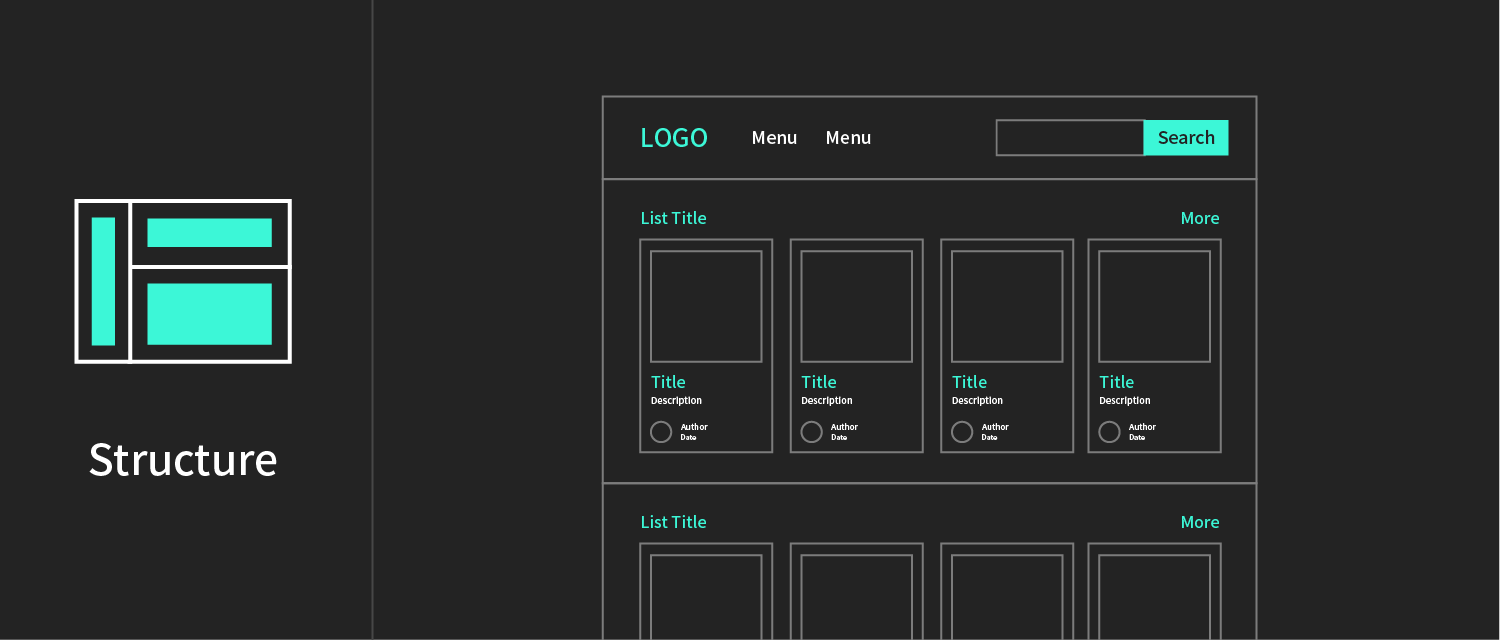 Structure
LOGO Menu Menu Search
List Title More
Title Title Title Title
Description Description Description Description
Author Author Author Author
Date Date Date Date
List Title More